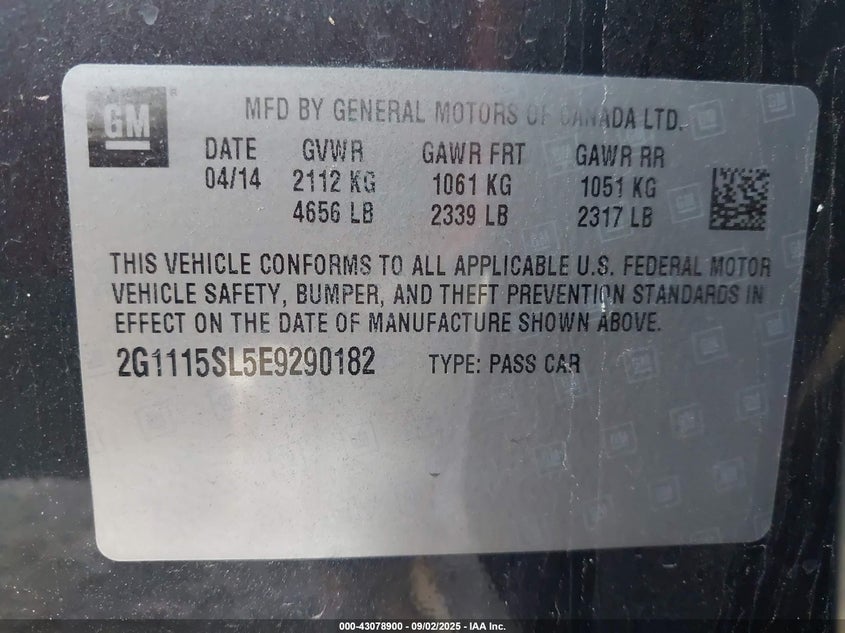 GM ® MFD BY GENERAL MOTORS OF CANADA LTD.
DATE GVWR GAWR FRT GAWR RR
04/14 2112 KG 1061 KG 1051 KG
4656 LB 2339 LB 2317 LB
THIS VEHICLE CONFORMS TO ALL APPLICABLE U.S. FEDERAL MOTOR
VEHICLE SAFETY, BUMPER, AND THEFT PREVENTION STANDARDS IN
EFFECT ON THE DATE OF MANUFACTURE SHOWN ABOVE.
2G1115SL5E9290182 TYPE: PASS CAR
000-43078900 - 09/02/2025 - IAA Inc.